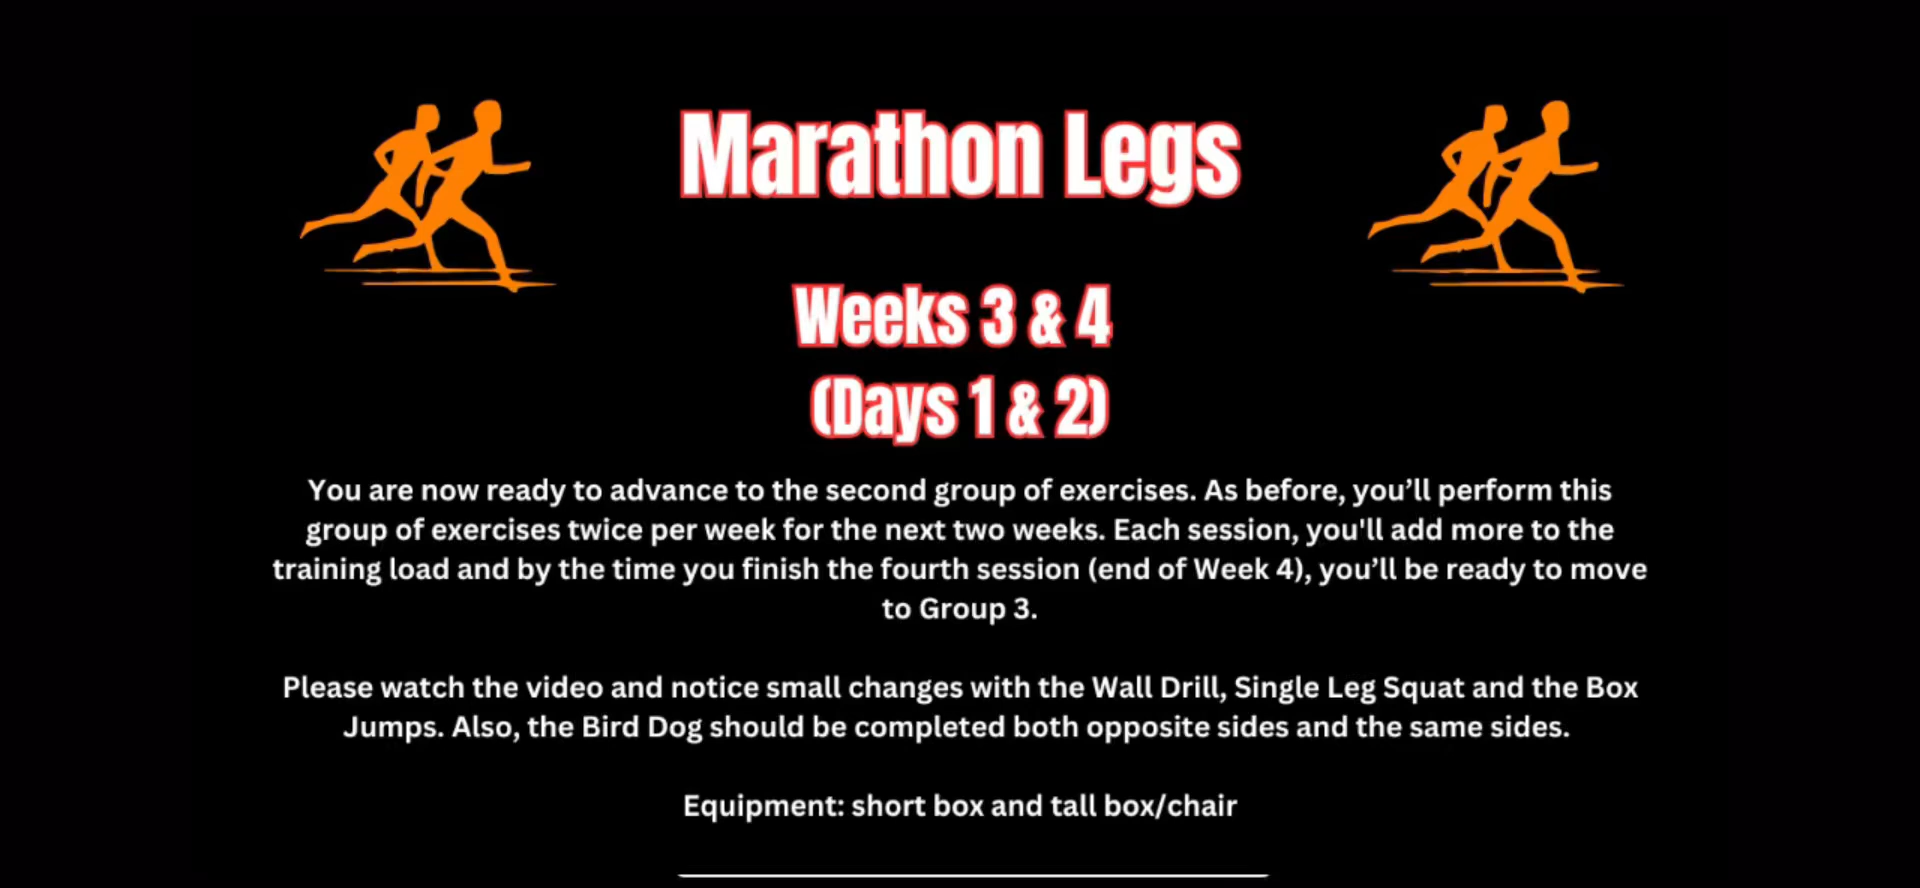 Marathon Legs
Weeks 3 & 4
(Days 1 & 2)
You are now ready to advance to the second group of exercises. As before, you’ll perform this
group of exercises twice per week for the next two weeks. Each session, you'll add more to the
training load and by the time you finish the fourth session (end of Week 4), you’ll be ready to move
to Group 3.
Please watch the video and notice small changes with the Wall Drill, Single Leg Squat and the Box
Jumps. Also, the Bird Dog should be completed both opposite sides and the same sides.
Equipment: short box and tall box/chair